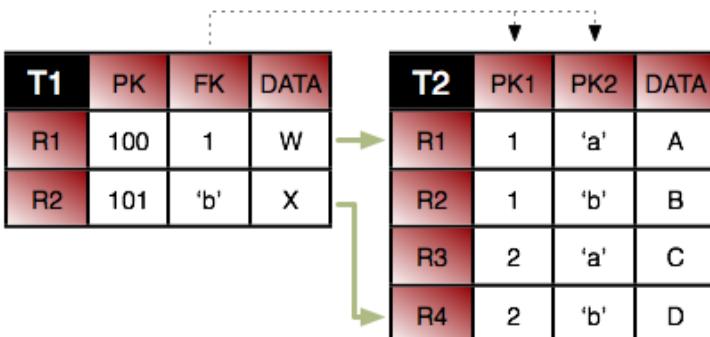 T1 PK FK DATA
R1 100 1 W
R2 101 ‘b’ X
T2 PK1 PK2 DATA
R1 1 ‘a’ A
R2 1 ‘b’ B
R3 2 ‘a’ C
R4 2 ‘b’ D